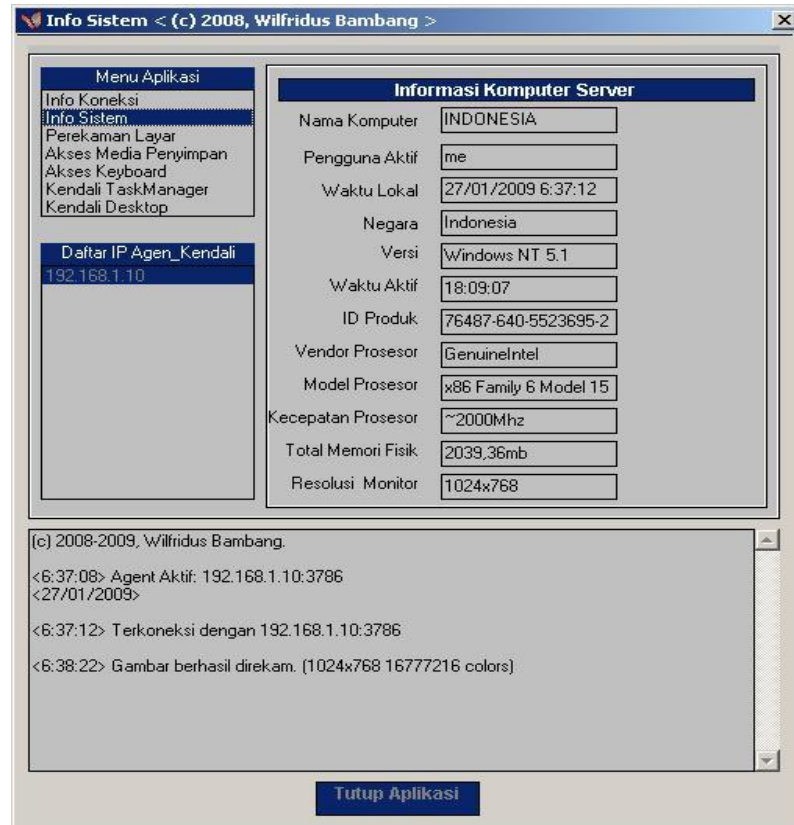 Info Sistem < (c) 2008, Wilfridus Bambang >
Menu Aplikasi
Info Koneksi
Info Sistem
Perekaman Layar
Akses Media Penyimpan
Akses Keyboard
Kendali TaskManager
Kendali Desktop
Daftar IP Agen_Kendali
192.168.1.10
Informasi Komputer Server
Nama Komputer INDONESIA
Pengguna Aktif me
Waktu Lokal 27/01/2009 6:37:12
Negara Indonesia
Versi Windows NT 5.1
Waktu Aktif 18:09:07
ID Produk 76487-640-5523695-2
Vendor Prosesor GenuineIntel
Model Prosesor x86 Family 6 Model 15
Kecepatan Prosesor ~2000Mhz
Total Memori Fisik 2039,36mb
Resolusi Monitor 1024x768
(c) 2008-2009, Wilfridus Bambang.
<6:37:08> Agent Aktif: 192.168.1.10:3786
<27/01/2009>
<6:37:12> Terkoneksi dengan 192.168.1.10:3786
<6:38:22> Gambar berhasil direkam. (1024x768 16777216 colors)
Tutup Aplikasi